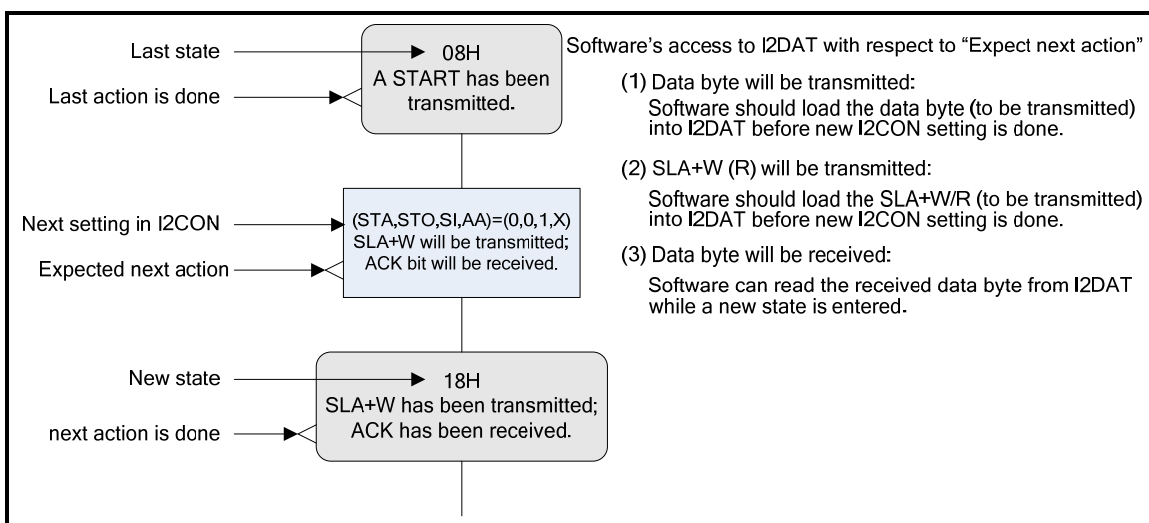 Last state
Last action is done
08H
A START has been
transmitted.
Next setting in I2CON
Expected next action
(STA,STO,SI,AA)=(0,0,1,X)
SLA+W will be transmitted;
ACK bit will be received.
New state
next action is done
18H
SLA+W has been transmitted;
ACK has been received.
Software's access to I2DAT with respect to “Expect next action”
(1) Data byte will be transmitted:
Software should load the data byte (to be transmitted)
into I2DAT before new I2CON setting is done.
(2) SLA+W (R) will be transmitted:
Software should load the SLA+W/R (to be transmitted)
into I2DAT before new I2CON setting is done.
(3) Data byte will be received:
Software can read the received data byte from I2DAT
while a new state is entered.